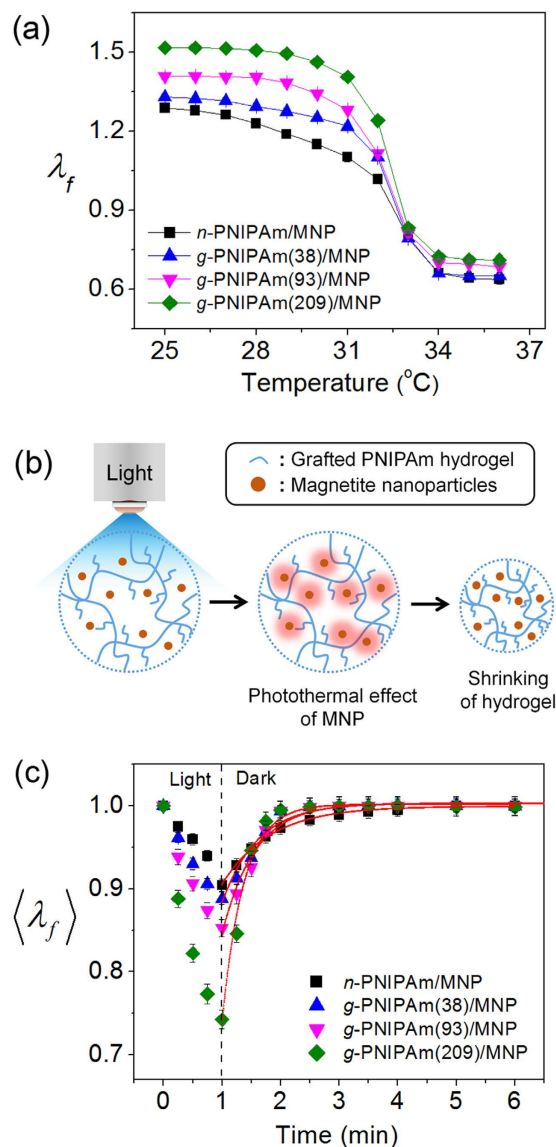 (a)
1.5
1.2
0.9
0.6
λf
n-PNIPAm/MNP
g-PNIPAm(38)/MNP
g-PNIPAm(93)/MNP
g-PNIPAm(209)/MNP
25 28 31 34 37
Temperature (°C)
(b)
Light
: Grafted PNIPAm hydrogel
: Magnetite nanoparticles
Photothermal effect
of MNP
Shrinking
of hydrogel
(c)
Light Dark
1.0
0.9
0.8
0.7
⟨λf⟩
n-PNIPAm/MNP
g-PNIPAm(38)/MNP
g-PNIPAm(93)/MNP
g-PNIPAm(209)/MNP
0 1 2 3 4 5 6
Time (min)